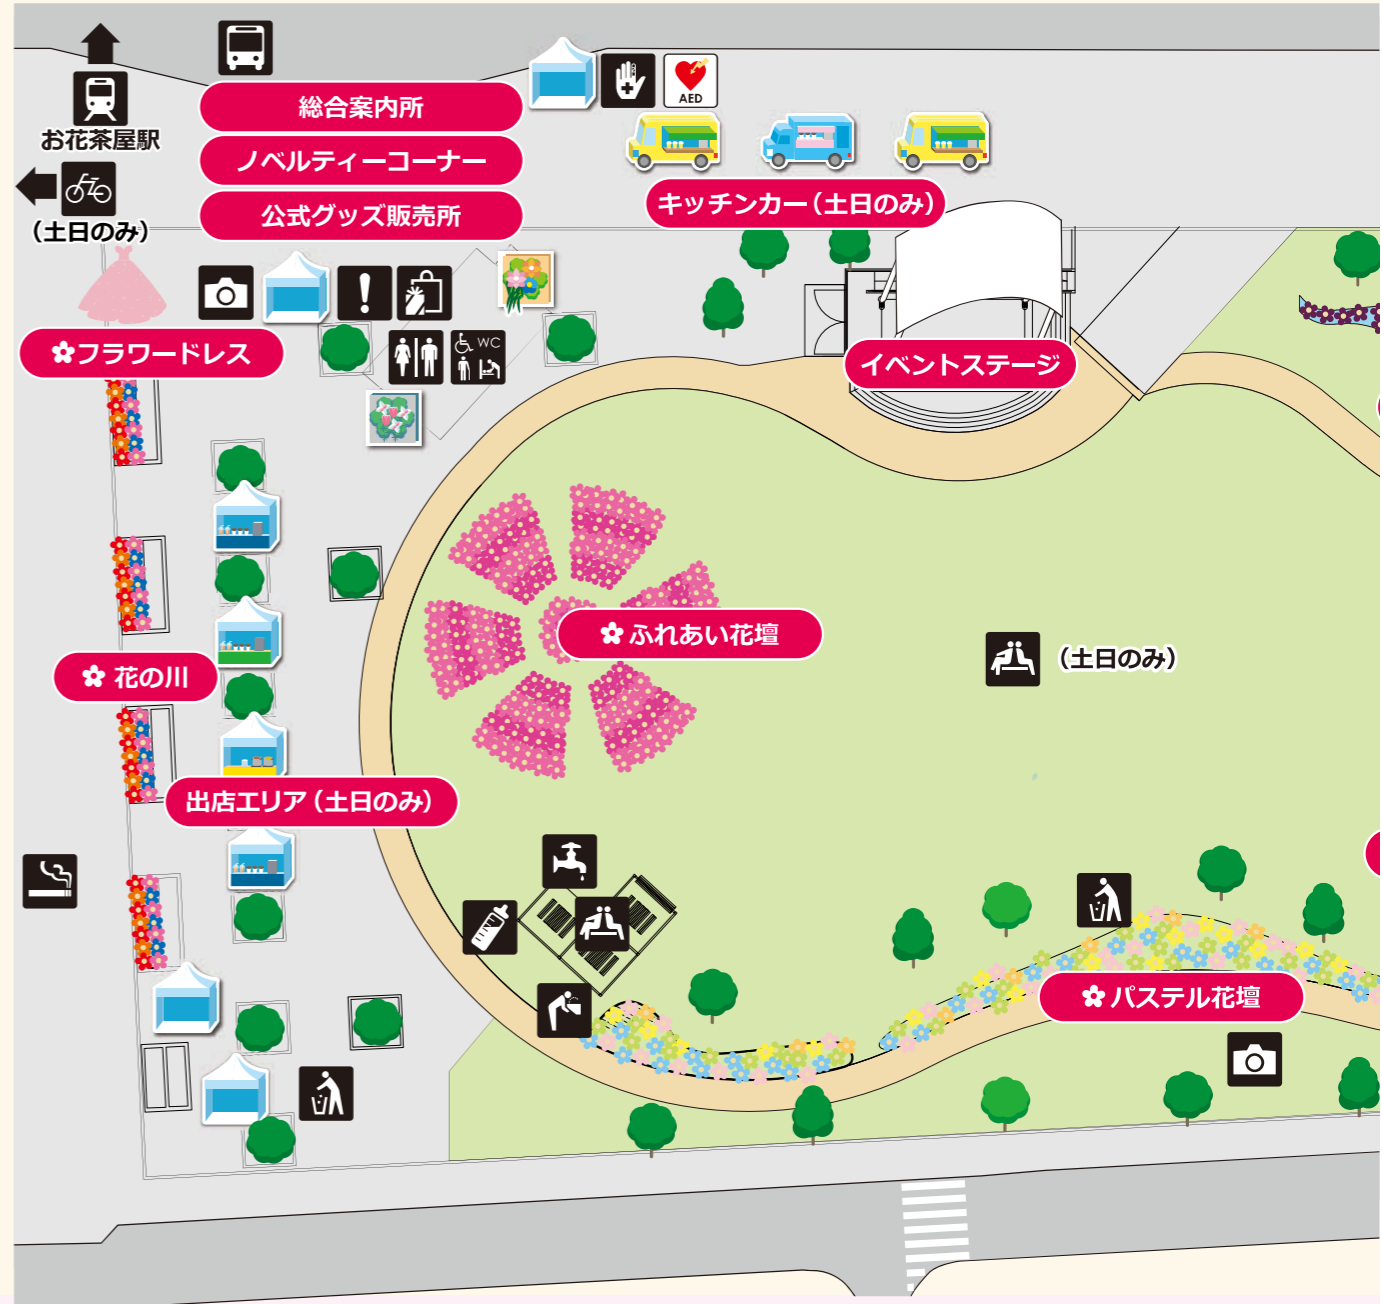 総合案内所
AED
お花茶屋駅
ノベルティーコーナー
キッチンカー（土日のみ）
公式グッズ販売所
（土日のみ）
WC
フラワードレス
イベントステージ
ふれあい花壇
（土日のみ）
花の川
出店エリア（土日のみ）
パステル花壇